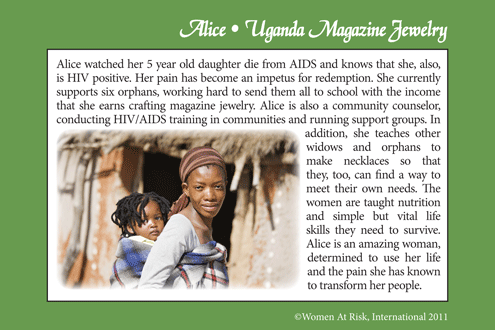 Alice • Uganda Magazine Jewelry
Alice watched her 5 year old daughter die from AIDS and knows that she, also,
is HIV positive. Her pain has become an impetus for redemption. She currently
supports six orphans, working hard to send them all to school with the income
that she earns crafting magazine jewelry. Alice is also a community counselor,
conducting HIV/AIDS training in communities and running support groups. In
addition, she teaches other
widows and orphans to
make necklaces so that
they, too, can find a way to
meet their own needs. The
women are taught nutrition
and simple but vital life
skills they need to survive.
Alice is an amazing woman,
determined to use her life
and the pain she has known
to transform her people.
©Women At Risk, International 2011